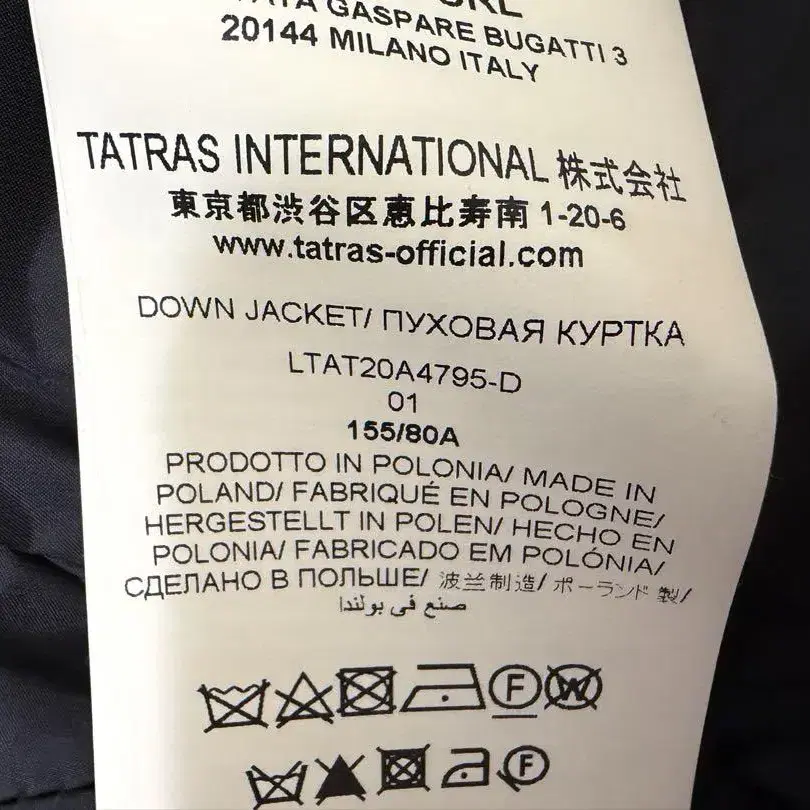 GASPARE BUGATTI 3
20144 MILANO ITALY
TATRAS INTERNATIONAL 株式会社
東京都渋谷区恵比寿南 1-20-6
www.tatras-official.com
DOWN JACKET/ ПУХОВАЯ КУРТКА
LTAT20A4795-D
01
155/80A
PRODOTTO IN POLONIA/ MADE IN
POLAND/ FABRIQUÉ EN POLOGNE/
HERGESTELLT IN POLEN/ HECHO EN
POLONIA/ FABRICADO EM POLÓNIA/
СДЕЛАНО В ПОЛЬШЕ/ 波兰制造/ ポーランド製/
صنع في بولندا
F W
F